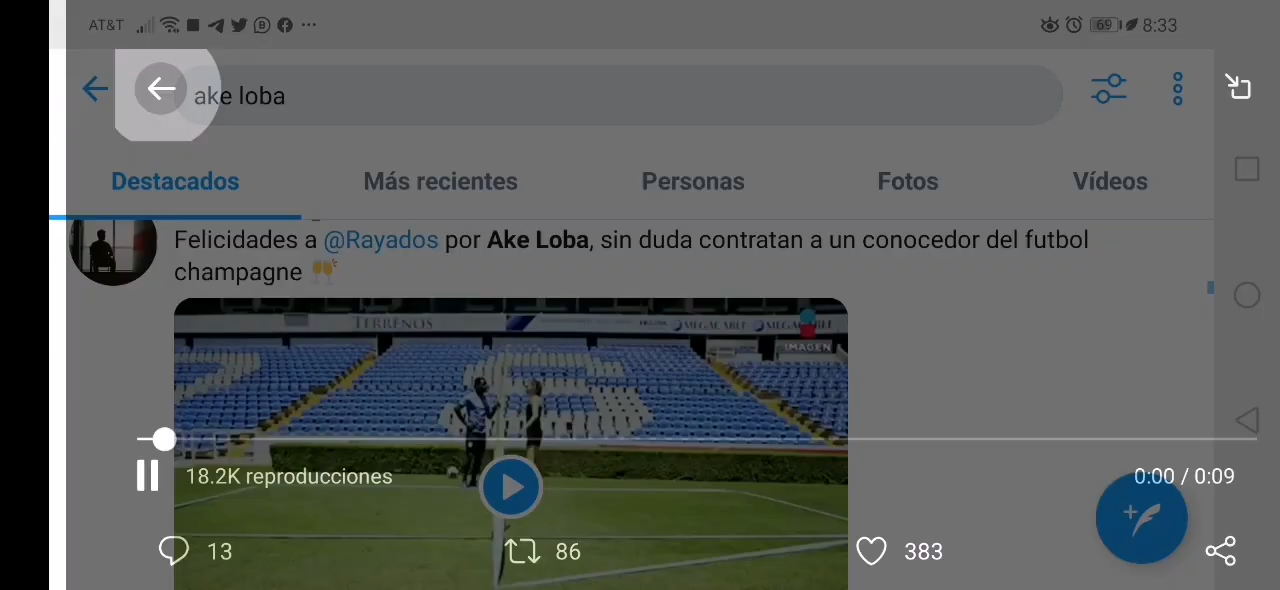 AT&T
69 8:33
ake loba
Destacados Más recientes Personas Fotos Vídeos
Felicidades a @Rayados por Ake Loba, sin duda contratan a un conocedor del futbol
champagne
TERRENOS MEGACABLE MEGACABLE
IMAGEN
18.2K reproducciones 0:00 / 0:09
13 86 383